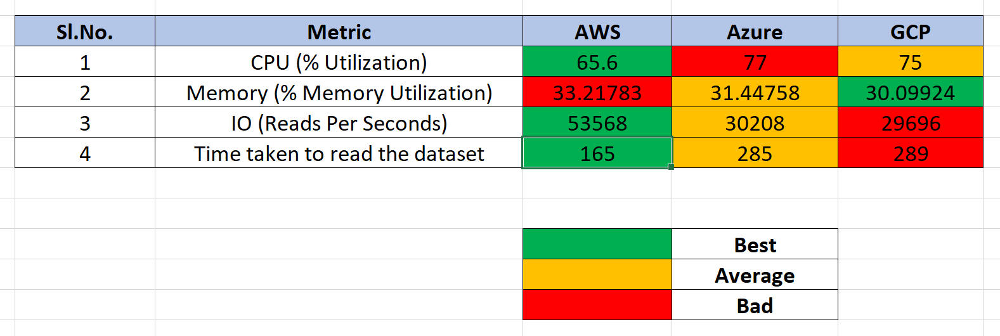 Sl.No. Metric AWS Azure GCP
1 CPU (% Utilization) 65.6 77 75
2 Memory (% Memory Utilization) 33.21783 31.44758 30.09924
3 IO (Reads Per Seconds) 53568 30208 29696
4 Time taken to read the dataset 165 285 289
Best
Average
Bad